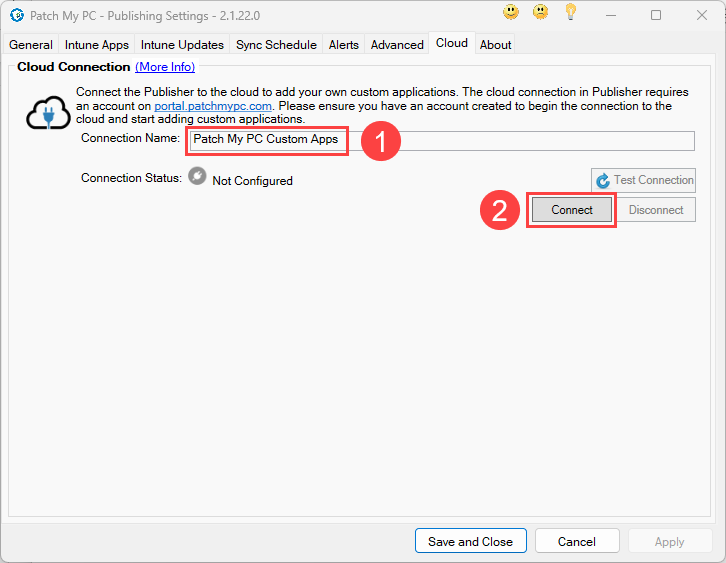 Patch My PC - Publishing Settings - 2.1.22.0
General Intune Apps Intune Updates Sync Schedule Alerts Advanced Cloud About
Cloud Connection (More Info)
Connect the Publisher to the cloud to add your own custom applications. The cloud connection in Publisher requires
an account on portal.patchmypc.com. Please ensure you have an account created to begin the connection to the
cloud and start adding custom applications.
Connection Name: Patch My PC Custom Apps 1
Connection Status: Not Configured Test Connection
2 Connect Disconnect
Save and Close Cancel Apply